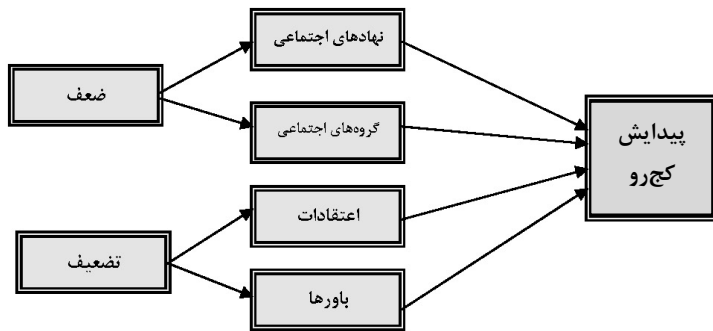 نهادهای اجتماعی
ضعف
گروه‌های اجتماعی
پیدایش
کج‌رو
اعتقادات
تضعیف
باورها